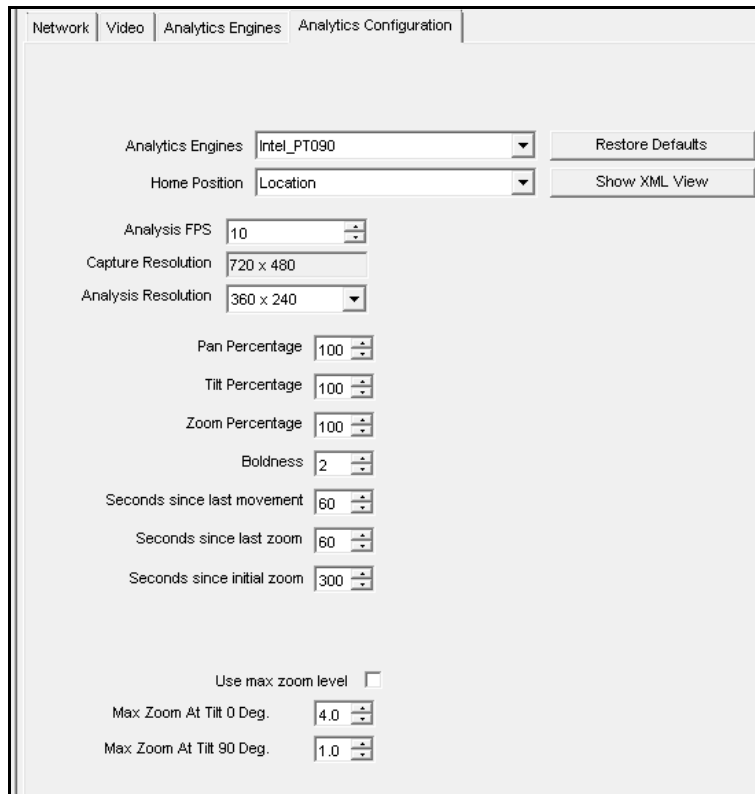 Network Video Analytics Engines Analytics Configuration
Analytics Engines Intel_PT090 Restore Defaults
Home Position Location Show XML View
Analysis FPS 10
Capture Resolution 720 x 480
Analysis Resolution 360 x 240
Pan Percentage 100
Tilt Percentage 100
Zoom Percentage 100
Boldness 2
Seconds since last movement 60
Seconds since last zoom 60
Seconds since initial zoom 300
Use max zoom level
Max Zoom At Tilt 0 Deg. 4.0
Max Zoom At Tilt 90 Deg. 1.0